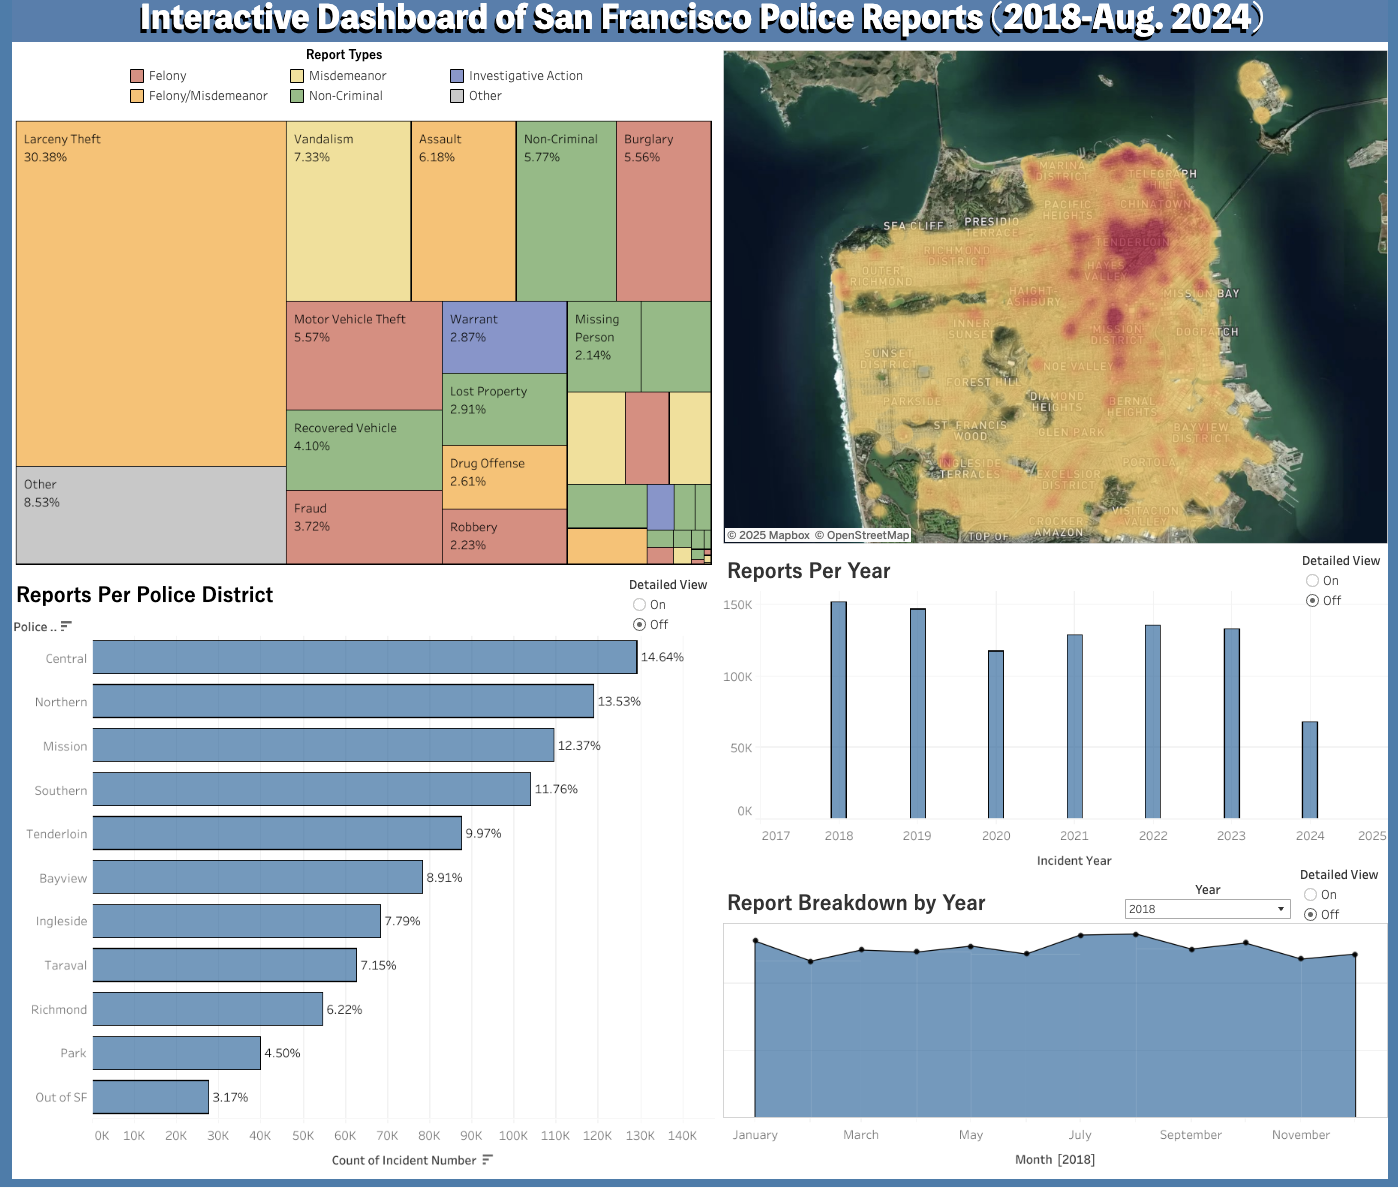 Interactive Dashboard of San Francisco Police Reports (2018-Aug. 2024)
Report Types
Felony
Misdemeanor
Investigative Action
Felony/Misdemeanor
Non-Criminal
Other
Larceny Theft
30.38%
Vandalism
7.33%
Assault
6.18%
Non-Criminal
5.77%
Burglary
5.56%
Motor Vehicle Theft
5.57%
Warrant
2.87%
Missing
Person
2.14%
Lost Property
2.91%
Recovered Vehicle
4.10%
Drug Offense
2.61%
Other
8.53%
Fraud
3.72%
Robbery
2.23%
MARINA
DISTRICT
TELEGRAPH
HILL
PACIFIC
HEIGHTS
CHINATOWN
SEA CLIFF
PRESIDIO
TERRACE
RICHMOND
DISTRICT
TENDERLOIN
HAYES
VALLEY
OUTER
RICHMOND
HAIGHT
ASHBURY
MISSION BAY
INNER
SUNSET
MISSION
DISTRICT
DOGPATCH
SUNSET
DISTRICT
NOE VALLEY
FOREST HILL
PARKSIDE
DIAMOND
HEIGHTS
BERNAL
HEIGHTS
ST. FRANCIS
WOOD
GLEN PARK
BAYVIEW
DISTRICT
INGLESIDE
TERRACES
EXCELSIOR
DISTRICT
PORTOLA
VISITACION
VALLEY
CROCKER
AMAZON
TOP OF
© 2025 Mapbox © OpenStreetMap
Reports Per Police District
Detailed View
On
Off
Police ..
Central
14.64%
Northern
13.53%
Mission
12.37%
Southern
11.76%
Tenderloin
9.97%
Bayview
8.91%
Ingleside
7.79%
Taraval
7.15%
Richmond
6.22%
Park
4.50%
Out of SF
3.17%
0K 10K 20K 30K 40K 50K 60K 70K 80K 90K 100K 110K 120K 130K 140K
Count of Incident Number
Reports Per Year
Detailed View
On
Off
150K
100K
50K
0K
2017 2018 2019 2020 2021 2022 2023 2024 2025
Incident Year
Report Breakdown by Year
Year
2018
Detailed View
On
Off
January March May July September November
Month [2018]